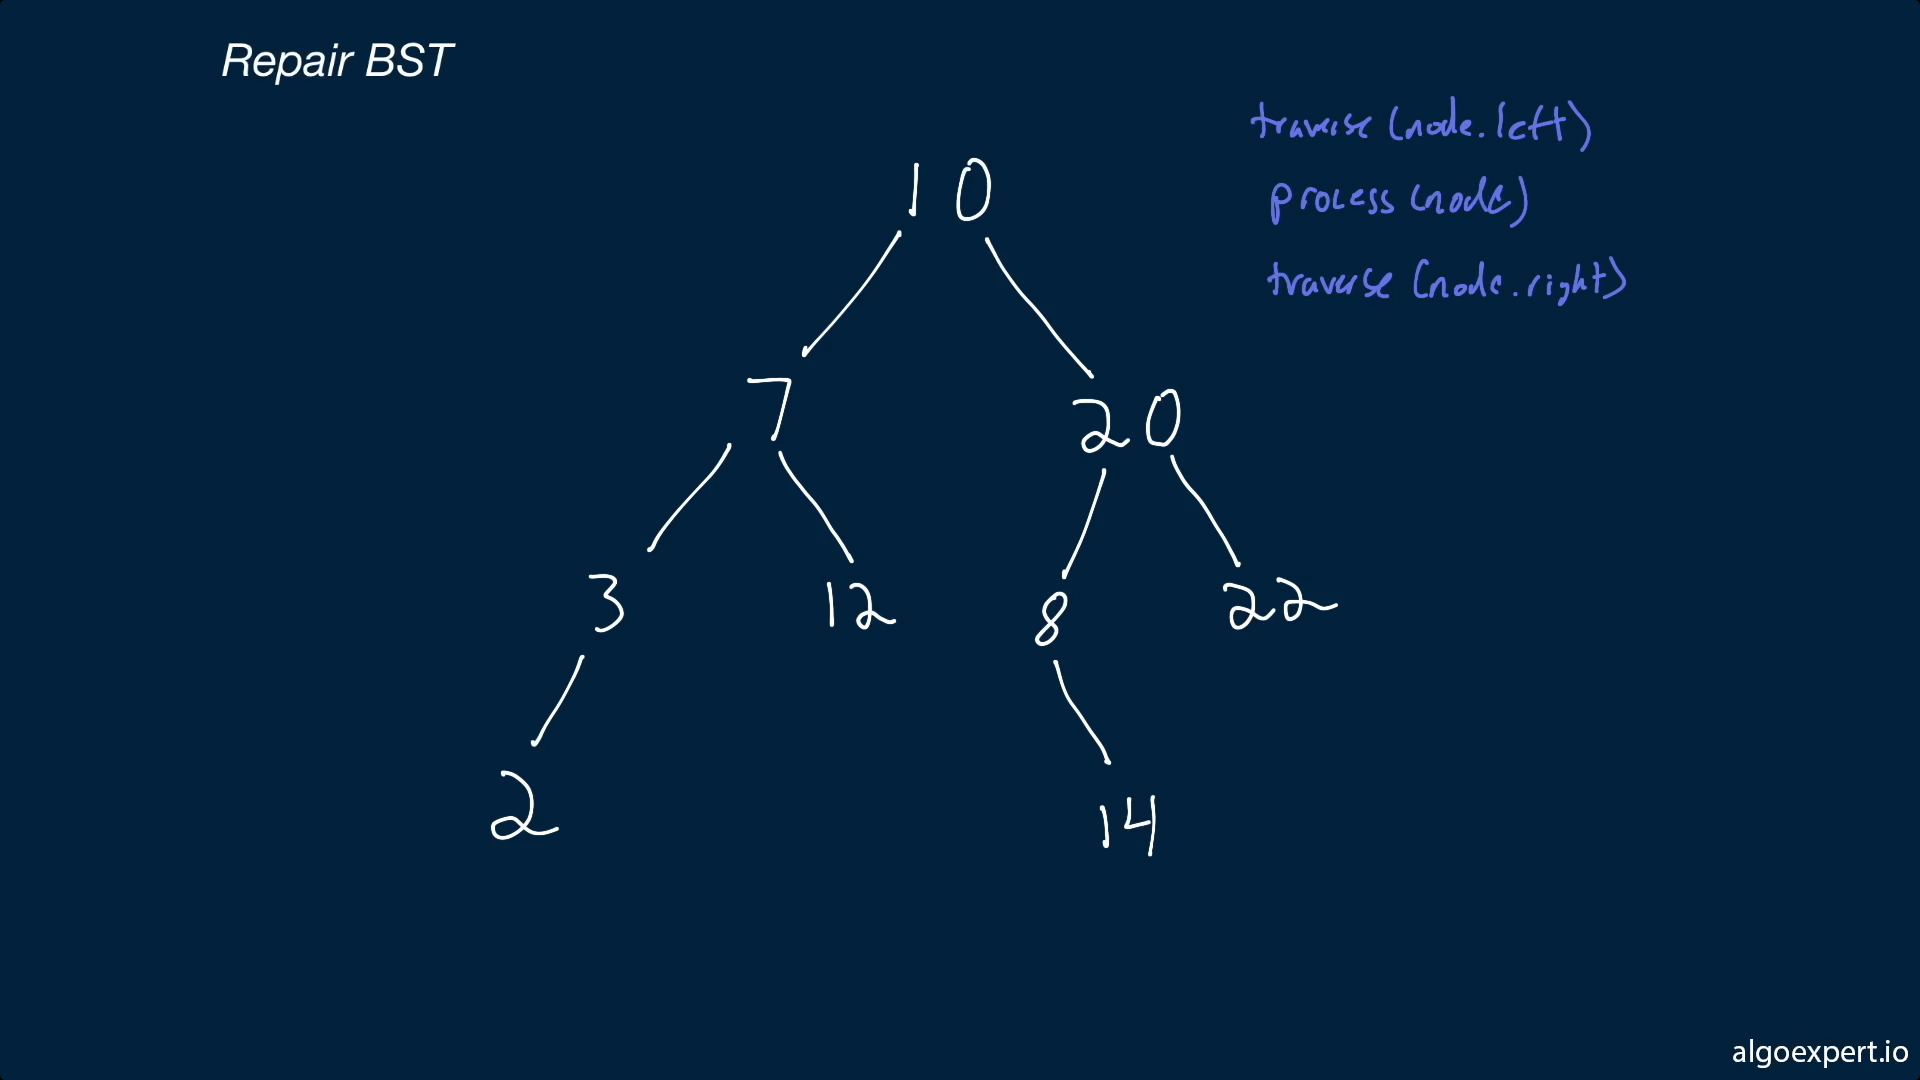 Repair BST
traverse (node.left)
process (node)
traverse (node.right)
10
7
20
3
12
8
22
2
14
algoexpert.io